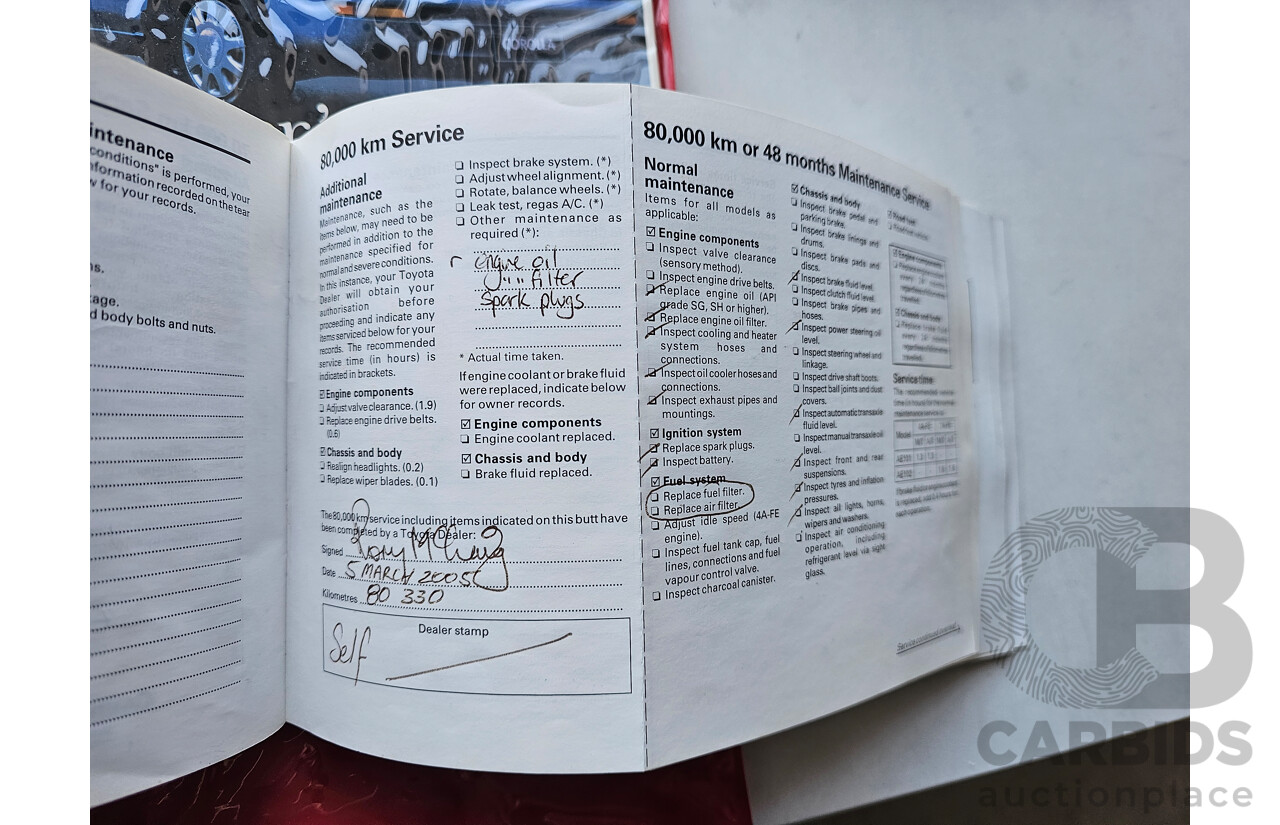 COROLLA
intenance
conditions" is performed, your
nformation recorded on the tear
w for your records.
ns.
kage.
d body bolts and nuts.
80,000 km Service
Additional
maintenance
Maintenance, such as the
items below, may need to be
performed in addition to the
maintenance specified for
normal and severe conditions.
In this instance, your Toyota
Dealer will obtain your
authorisation before
proceeding and indicate any
items serviced below for your
records. The recommended
service time (in hours) is
indicated in brackets.
☑ Engine components
❏ Adjust valve clearance. (1.9)
❏ Replace engine drive belts.
(0.6)
☑ Chassis and body
❏ Realign headlights. (0.2)
❏ Replace wiper blades. (0.1)
❏ Inspect brake system. (*)
❏ Adjust wheel alignment. (*)
❏ Rotate, balance wheels. (*)
❏ Leak test, regas A/C. (*)
❏ Other maintenance as
required (*):
engine oil
" " filter
Spark plugs
* Actual time taken.
If engine coolant or brake fluid
were replaced, indicate below
for owner records.
☑ Engine components
❏ Engine coolant replaced.
☑ Chassis and body
❏ Brake fluid replaced.
The 80,000 km service including items indicated on this butt have
been completed by a Toyota Dealer:
Signed
Date 5 MARCH 2005
Kilometres 80 330
Dealer stamp
Self
80,000 km or 48 months Maintenance Service
Normal
maintenance
Items for all models as
applicable:
☑ Engine components
❏ Inspect valve clearance
(sensory method).
❏ Inspect engine drive belts.
❏ Replace engine oil (API
grade SG, SH or higher).
❏ Replace engine oil filter.
❏ Inspect cooling and heater
system hoses and
connections.
❏ Inspect oil cooler hoses and
connections.
❏ Inspect exhaust pipes and
mountings.
☑ Ignition system
❏ Replace spark plugs.
❏ Inspect battery.
☑ Fuel system
❏ Replace fuel filter.
❏ Replace air filter.
❏ Adjust idle speed (4A-FE
engine).
❏ Inspect fuel tank cap, fuel
lines, connections and fuel
vapour control valve.
❏ Inspect charcoal canister.
☑ Chassis and body
❏ Inspect brake pedal and
parking brake.
❏ Inspect brake linings and
drums.
❏ Inspect brake pads and
discs.
❏ Inspect brake fluid level.
❏ Inspect clutch fluid level.
❏ Inspect brake pipes and
hoses.
❏ Inspect power steering oil
level.
❏ Inspect steering wheel and
linkage.
❏ Inspect drive shaft boots.
❏ Inspect ball joints and dust
covers.
❏ Inspect automatic transaxle
fluid level.
❏ Inspect manual transaxle oil
level.
❏ Inspect front and rear
suspensions.
❏ Inspect tyres and inflation
pressures.
❏ Inspect all lights, horns,
wipers and washers.
❏ Inspect air conditioning
operation, including
refrigerant level via sight
glass.
☑ Engine components
☑ Chassis and body
Service time
Model
CARBIDS
auctionplace